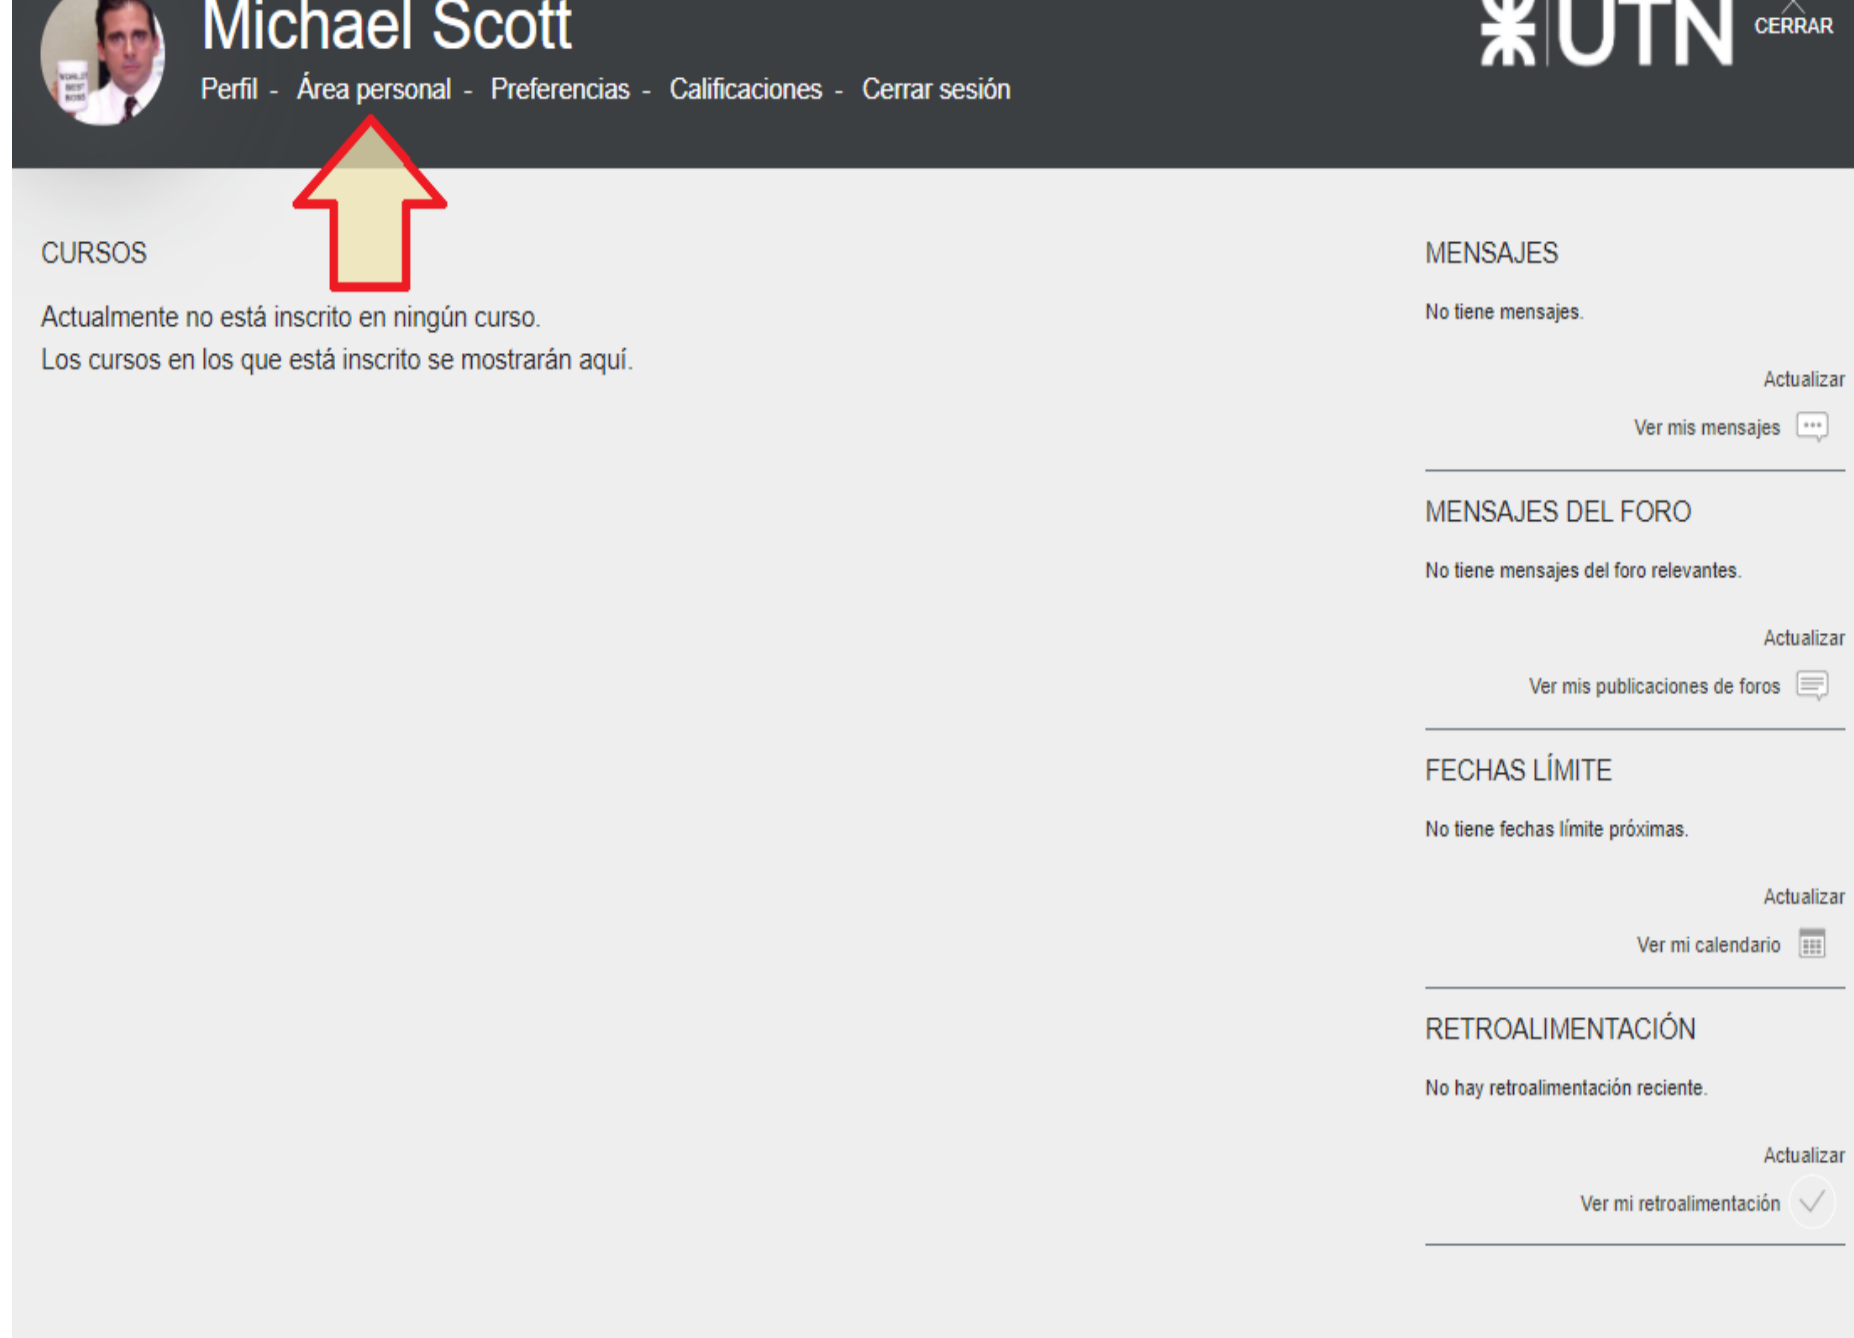 Michael Scott
UTN
CERRAR
Perfil - Área personal - Preferencias - Calificaciones - Cerrar sesión
WORLD'S
BEST
BOSS
CURSOS
Actualmente no está inscrito en ningún curso.
Los cursos en los que está inscrito se mostrarán aquí.
MENSAJES
No tiene mensajes.
Actualizar
Ver mis mensajes
MENSAJES DEL FORO
No tiene mensajes del foro relevantes.
Actualizar
Ver mis publicaciones de foros
FECHAS LÍMITE
No tiene fechas límite próximas.
Actualizar
Ver mi calendario
RETROALIMENTACIÓN
No hay retroalimentación reciente.
Actualizar
Ver mi retroalimentación